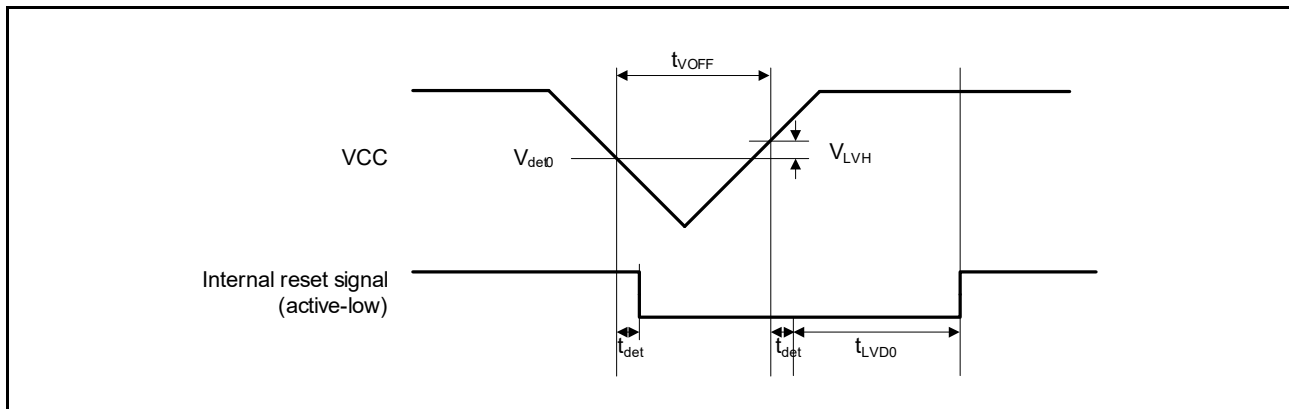 tVOFF
VCC
Vdet0
VLVH
Internal reset signal
(active-low)
tdet
tdet
tLVD0